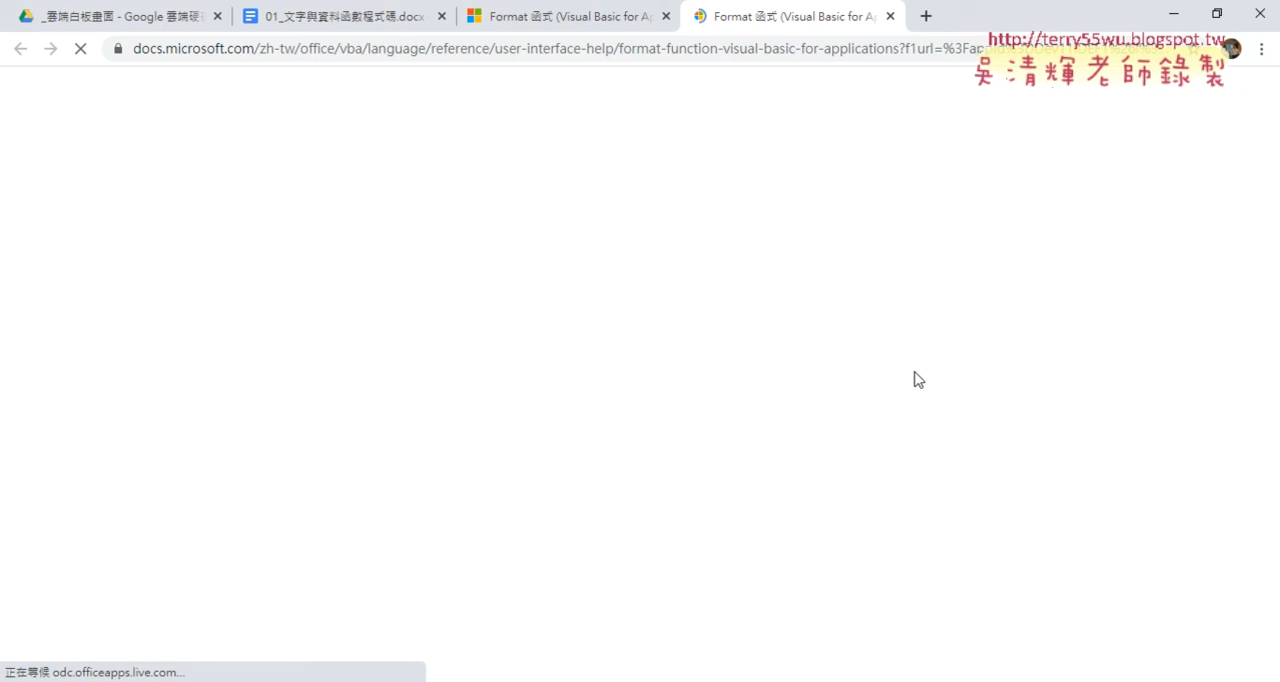 _雲端白板畫面 - Google 雲端硬
01_文字與資料函數程式碼.docx
Format 函式 (Visual Basic for Ap
Format 函式 (Visual Basic for Ap
docs.microsoft.com/zh-tw/office/vba/language/reference/user-interface-help/format-function-visual-basic-for-applications?f1url=%3Fap
http://terry55wu.blogspot.tw
吳清輝老師錄製
正在等候 odc.officeapps.live.com...